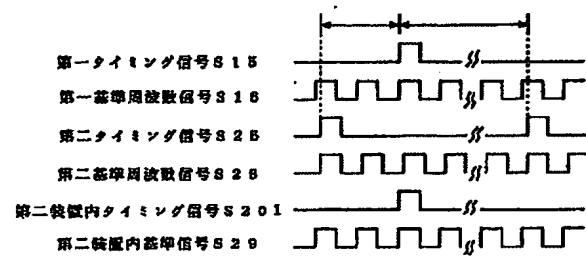 第一タイミング信号S15
第一基準周波数信号S16
第二タイミング信号S25
第二基準周波数信号S26
第二装置内タイミング信号S201
第二装置内基準信号S29